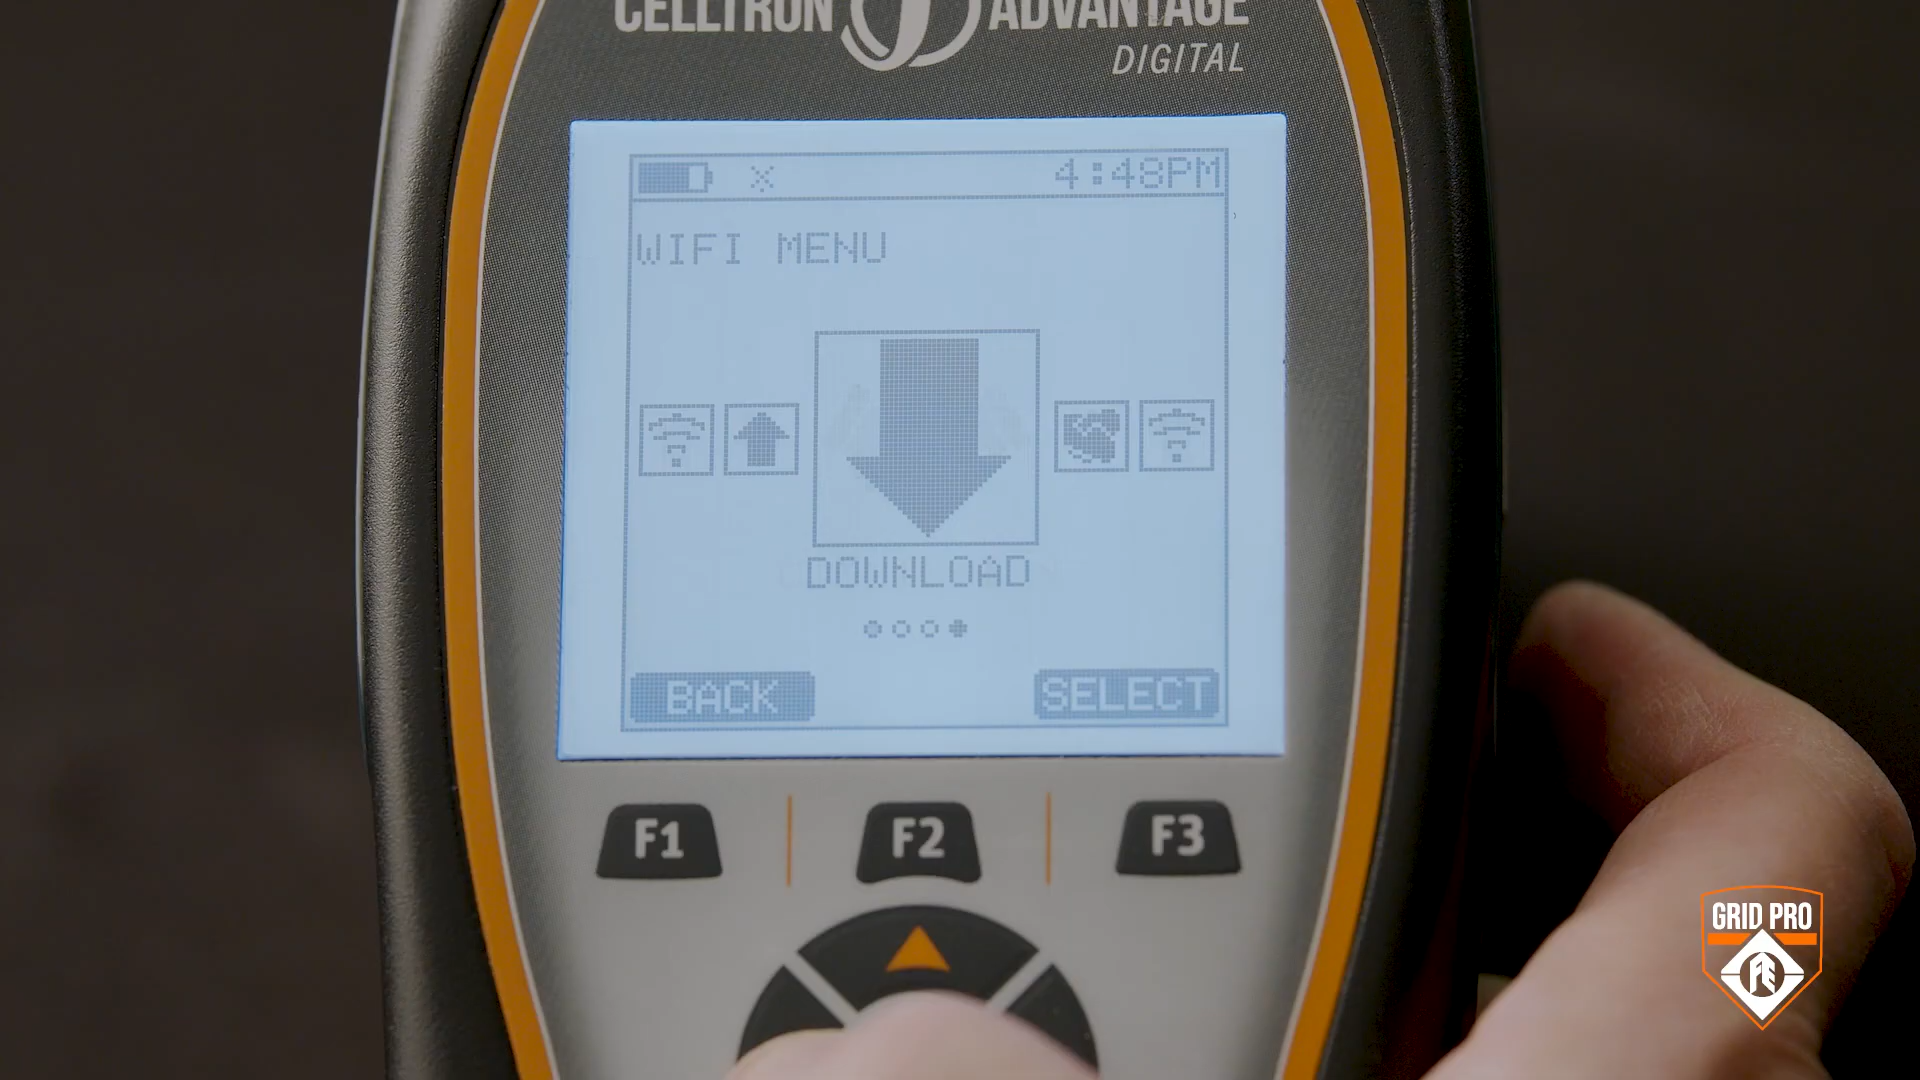 CELLTRON ADVANTAGE
DIGITAL
4:48PM
WIFI MENU
DOWNLOAD
BACK SELECT
F1 F2 F3
GRID PRO